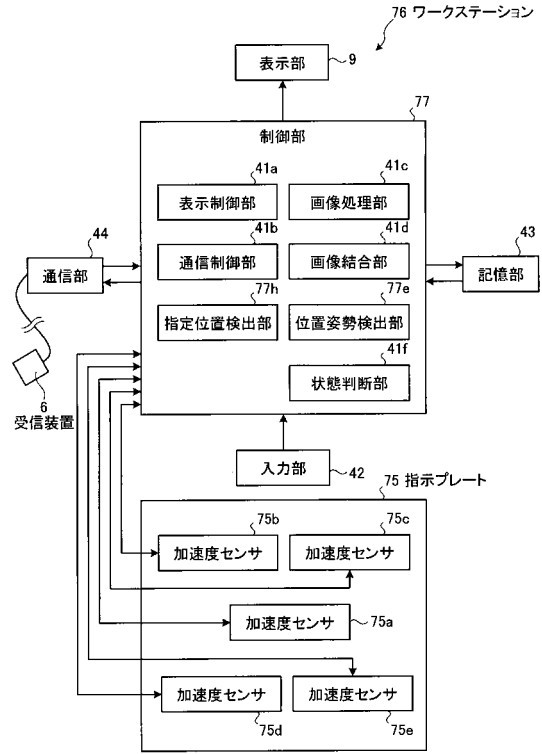 76 ワークステーション
表示部
9
77
制御部
41a
41c
表示制御部
画像処理部
44
41b
41d
43
通信部
通信制御部
画像結合部
記憶部
77h
77e
指定位置検出部
位置姿勢検出部
41f
6
受信装置
状態判断部
入力部
42
75 指示プレート
75b
75c
加速度センサ
加速度センサ
加速度センサ
75a
加速度センサ
加速度センサ
75d
75e